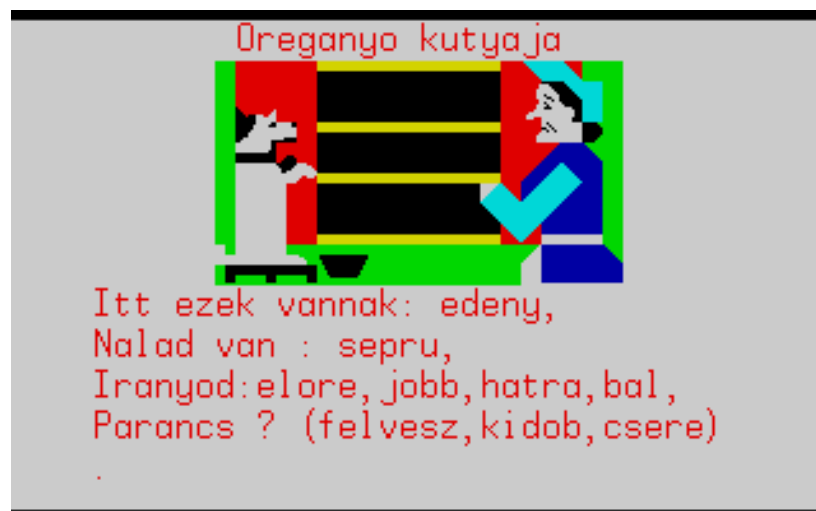 Oreganyo kutyaja
Itt ezek vannak: edeny,
Nalad van : sepru,
Iranyod:elore,jobb,hatra,bal,
Parancs ? (felvesz,kidob,csere)
.